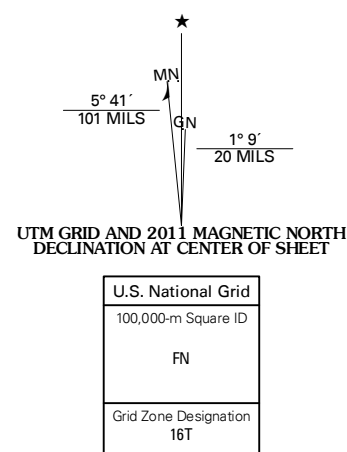 ★
MN
5° 41´
101 MILS
GN
1° 9´
20 MILS
UTM GRID AND 2011 MAGNETIC NORTH
DECLINATION AT CENTER OF SHEET
U.S. National Grid
100,000-m Square ID
FN
Grid Zone Designation
16T